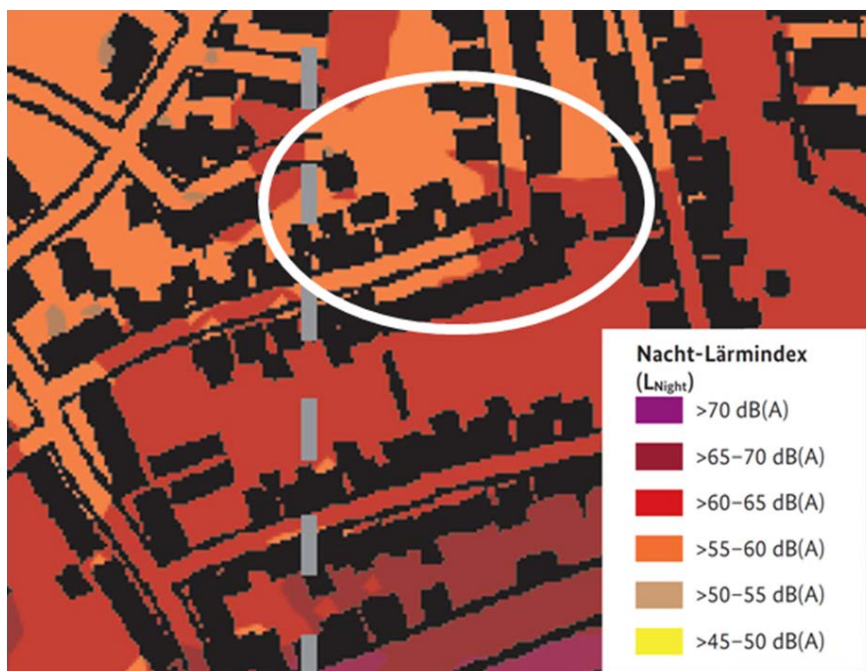 Nacht-Lärmindex
(LNight)
>70 dB(A)
>65–70 dB(A)
>60–65 dB(A)
>55–60 dB(A)
>50–55 dB(A)
>45–50 dB(A)